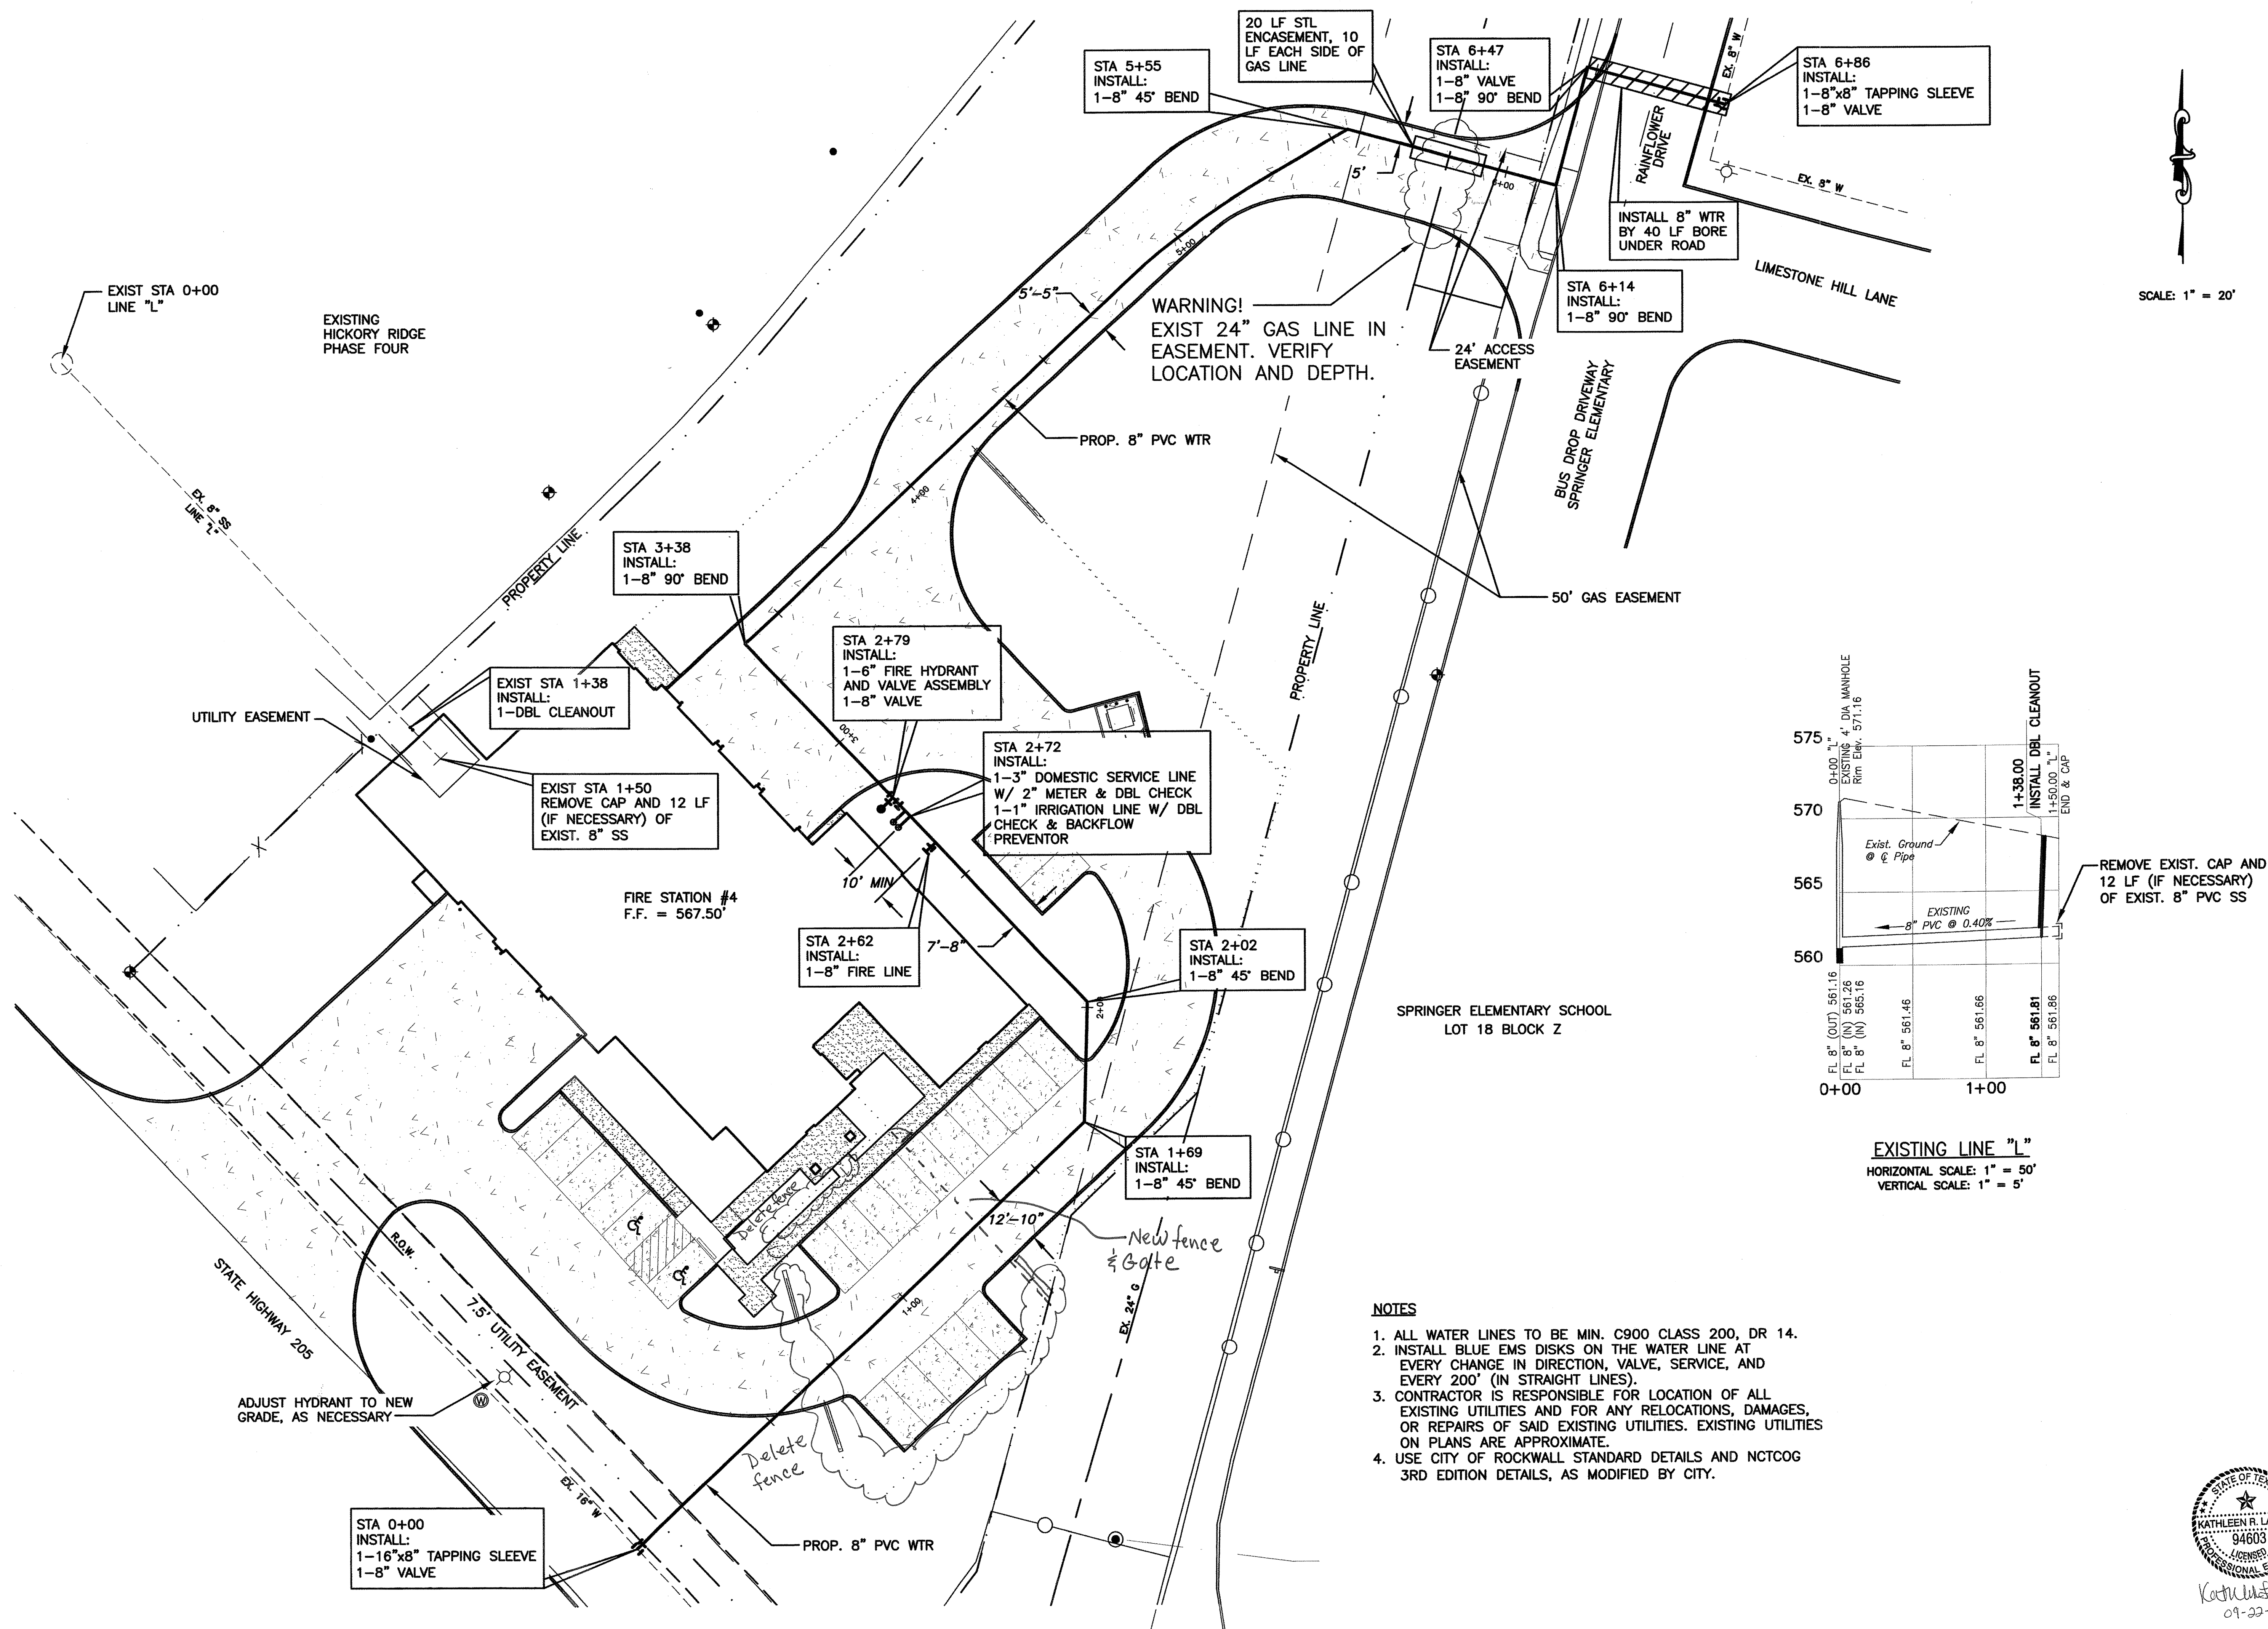 20 LF STL
ENCASEMENT, 10
LF EACH SIDE OF
GAS LINE
STA 5+55
INSTALL:
1-8" 45° BEND
STA 6+47
INSTALL:
1-8" VALVE
1-8" 90° BEND
EX. 8" W
STA 6+86
INSTALL:
1-8"x8" TAPPING SLEEVE
1-8" VALVE
RAINFLOWER
DRIVE
EX. 8" W
5'
6+00
INSTALL 8" WTR
BY 40 LF BORE
UNDER ROAD
LIMESTONE HILL LANE
SCALE: 1" = 20'
STA 6+14
INSTALL:
1-8" 90° BEND
EXIST STA 0+00
LINE "L"
EXISTING
HICKORY RIDGE
PHASE FOUR
5+00
5'-5"
WARNING!
EXIST 24" GAS LINE IN
EASEMENT. VERIFY
LOCATION AND DEPTH.
24' ACCESS
EASEMENT
BUS DROP DRIVEWAY
SPRINGER ELEMENTARY
PROP. 8" PVC WTR
EX. 8" SS
LINE "L"
4+00
PROPERTY LINE
STA 3+38
INSTALL:
1-8" 90° BEND
50' GAS EASEMENT
PROPERTY LINE
STA 2+79
INSTALL:
1-6" FIRE HYDRANT
AND VALVE ASSEMBLY
1-8" VALVE
EXIST STA 1+38
INSTALL:
1-DBL CLEANOUT
UTILITY EASEMENT
3+00
STA 2+72
INSTALL:
1-3" DOMESTIC SERVICE LINE
W/ 2" METER & DBL CHECK
1-1" IRRIGATION LINE W/ DBL
CHECK & BACKFLOW
PREVENTOR
EXIST STA 1+50
REMOVE CAP AND 12 LF
(IF NECESSARY) OF
EXIST. 8" SS
10' MIN
FIRE STATION #4
F.F. = 567.50'
STA 2+62
INSTALL:
1-8" FIRE LINE
7'-8"
STA 2+02
INSTALL:
1-8" 45° BEND
2+00
SPRINGER ELEMENTARY SCHOOL
LOT 18 BLOCK Z
0+00 "L"
EXISTING 4' DIA MANHOLE
Rim Elev. 571.16
1+38.00
INSTALL DBL CLEANOUT
1+50.00 "L"
END & CAP
575
570
565
560
Exist. Ground
@ ℄ Pipe
EXISTING
8" PVC @ 0.40%
REMOVE EXIST. CAP AND
12 LF (IF NECESSARY)
OF EXIST. 8" PVC SS
FL 8" (OUT) 561.16
FL 8" (IN) 561.26
FL 8" (IN) 565.16
FL 8" 561.46
FL 8" 561.66
FL 8" 561.81
FL 8" 561.86
0+00
1+00
EXISTING LINE "L"
HORIZONTAL SCALE: 1" = 50'
VERTICAL SCALE: 1" = 5'
STA 1+69
INSTALL:
1-8" 45° BEND
Delete fence
12'-10"
New fence
& Gate
EX. 24" G
1+00
R.O.W.
STATE HIGHWAY 205
7.5' UTILITY EASEMENT
W
ADJUST HYDRANT TO NEW
GRADE, AS NECESSARY
Delete
fence
EX. 16" W
STA 0+00
INSTALL:
1-16"x8" TAPPING SLEEVE
1-8" VALVE
PROP. 8" PVC WTR
NOTES
1. ALL WATER LINES TO BE MIN. C900 CLASS 200, DR 14.
2. INSTALL BLUE EMS DISKS ON THE WATER LINE AT
EVERY CHANGE IN DIRECTION, VALVE, SERVICE, AND
EVERY 200' (IN STRAIGHT LINES).
3. CONTRACTOR IS RESPONSIBLE FOR LOCATION OF ALL
EXISTING UTILITIES AND FOR ANY RELOCATIONS, DAMAGES,
OR REPAIRS OF SAID EXISTING UTILITIES. EXISTING UTILITIES
ON PLANS ARE APPROXIMATE.
4. USE CITY OF ROCKWALL STANDARD DETAILS AND NCTCOG
3RD EDITION DETAILS, AS MODIFIED BY CITY.
STATE OF TE
KATHLEEN R. LA
94603
LICENSED
09-22-